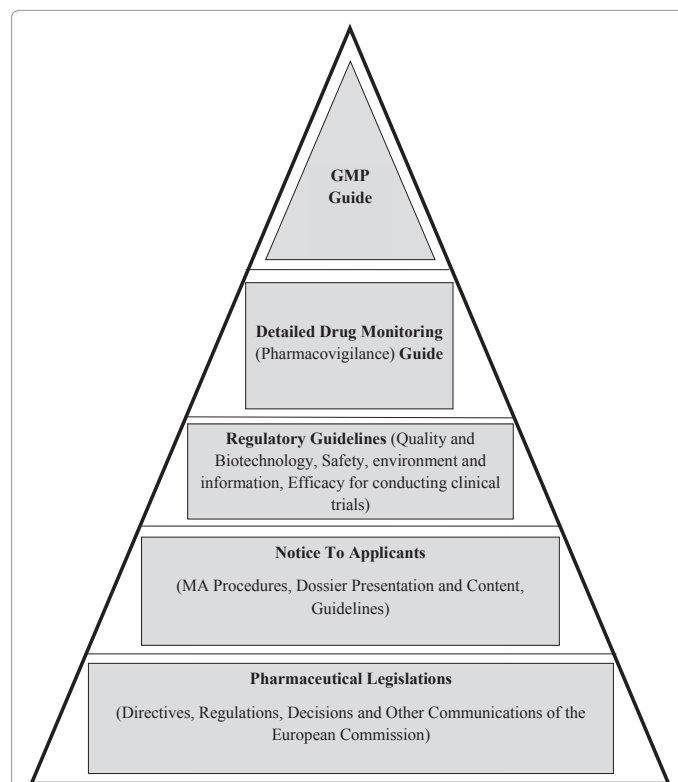 GMP
Guide
Detailed Drug Monitoring
(Pharmacovigilance) Guide
Regulatory Guidelines (Quality and
Biotechnology, Safety, environment and
information, Efficacy for conducting clinical
trials)
Notice To Applicants
(MA Procedures, Dossier Presentation and Content,
Guidelines)
Pharmaceutical Legislations
(Directives, Regulations, Decisions and Other Communications of the
European Commission)